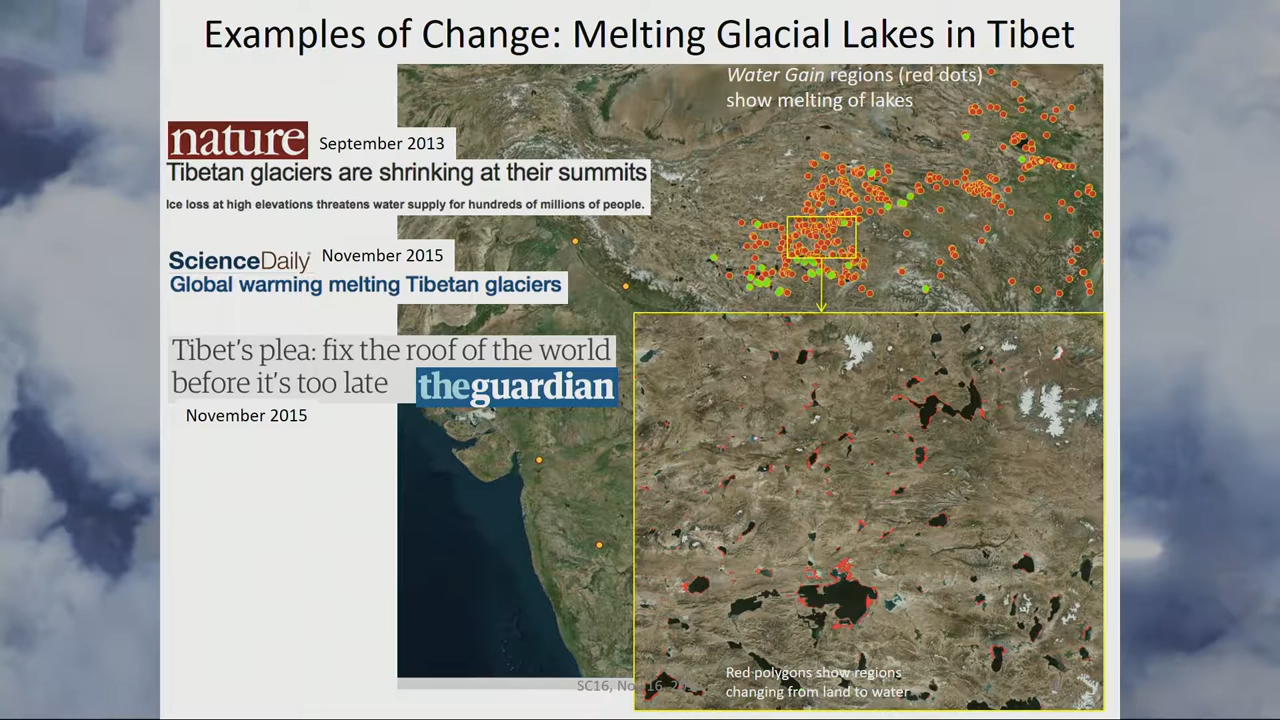 Examples of Change: Melting Glacial Lakes in Tibet
Water Gain regions (red dots)
show melting of lakes
nature September 2013
Tibetan glaciers are shrinking at their summits
Ice loss at high elevations threatens water supply for hundreds of millions of people.
ScienceDaily November 2015
Global warming melting Tibetan glaciers
Tibet's plea: fix the roof of the world
before it's too late theguardian
November 2015
Red polygons show regions
changing from land to water
SC16,